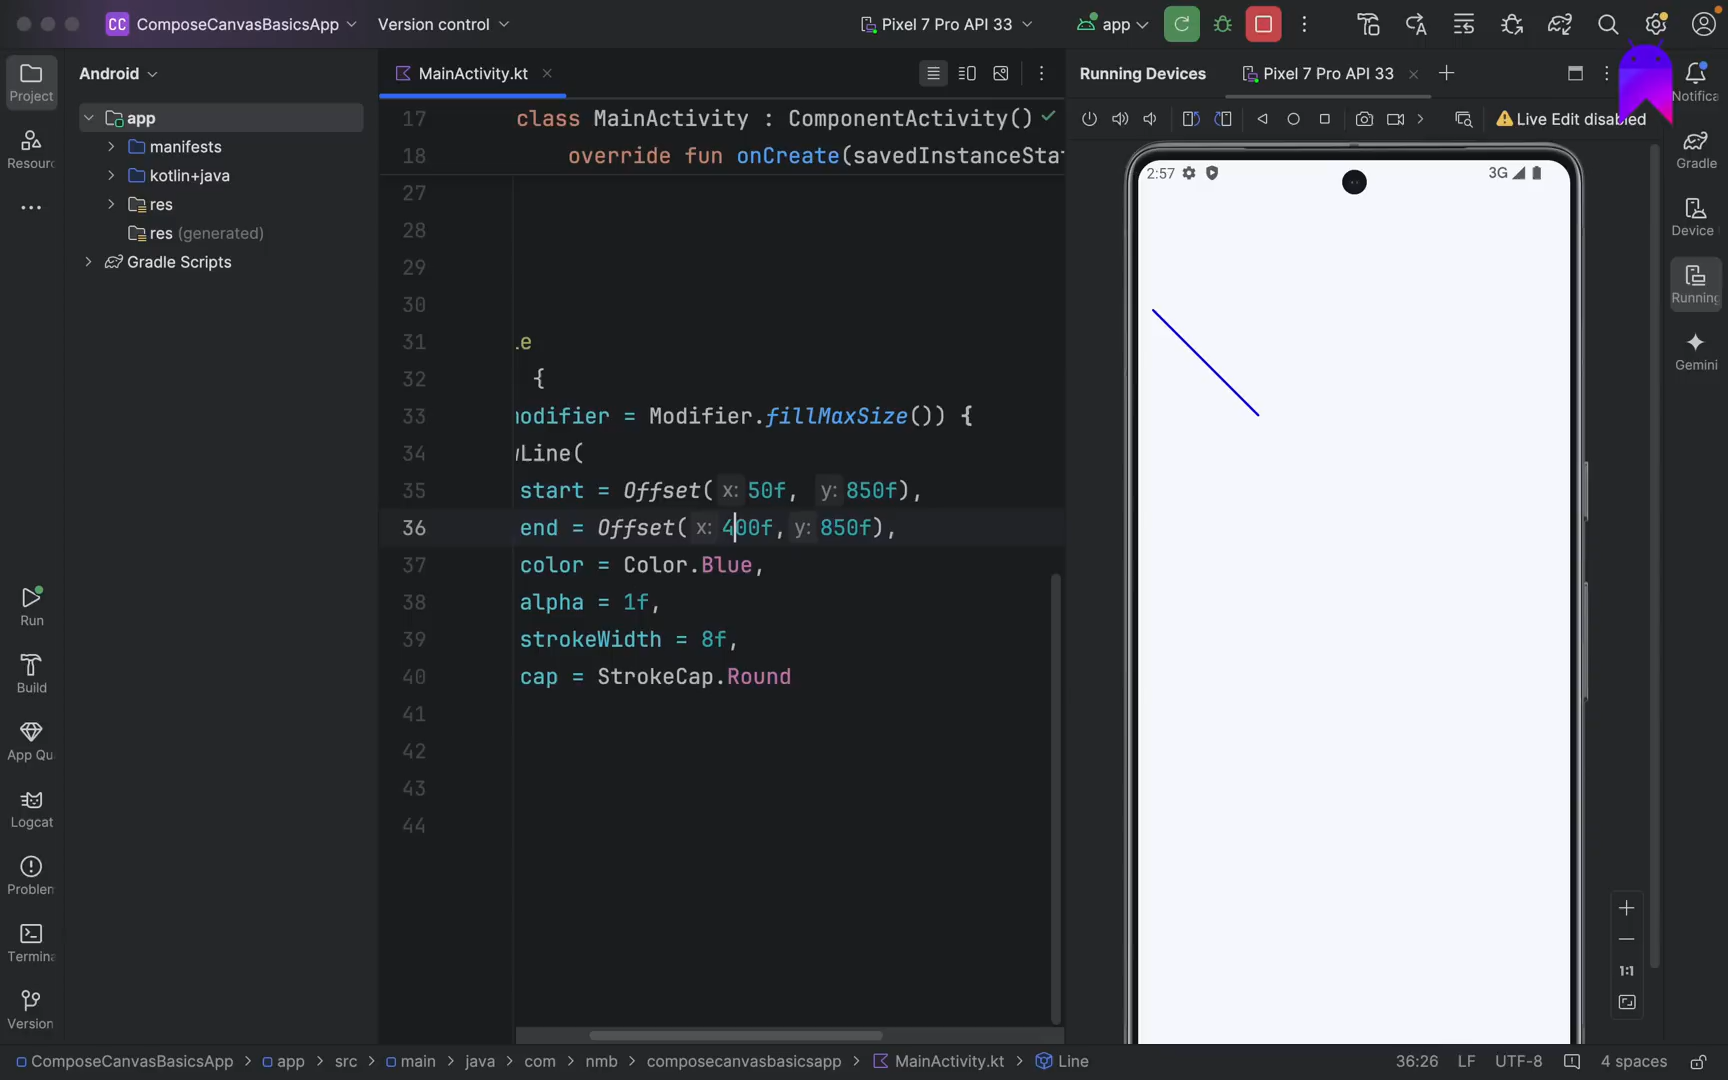 CC ComposeCanvasBasicsApp Version control Pixel 7 Pro API 33 app
Project
Resourc
Android
app
manifests
kotlin+java
res
res (generated)
Gradle Scripts
MainActivity.kt
17 class MainActivity : ComponentActivity()
18 override fun onCreate(savedInstanceSta
27
28
29
30
31 .e
32 {
33 modifier = Modifier.fillMaxSize()) {
34 wLine(
35 start = Offset( x: 50f, y: 850f),
36 end = Offset( x: 400f, y: 850f),
37 color = Color.Blue,
38 alpha = 1f,
39 strokeWidth = 8f,
40 cap = StrokeCap.Round
41
42
43
44
Running Devices Pixel 7 Pro API 33
Live Edit disabled
2:57 3G
1:1
Notifica
Gradle
Device
Running
Gemini
Run
Build
App Qu
Logcat
Problen
Termina
Version
ComposeCanvasBasicsApp > app > src > main > java > com > nmb > composecanvasbasicsapp > MainActivity.kt > Line 36:26 LF UTF-8 4 spaces